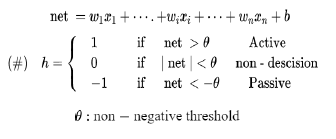 net = w₁x₁ + ⋯ .+wᵢxᵢ + ⋯ + wₙxₙ + b
1 if net > θ Active
(#) h = { 0 if | net | < θ non - descision
−1 if net < −θ Passive
θ : non − negative threshold